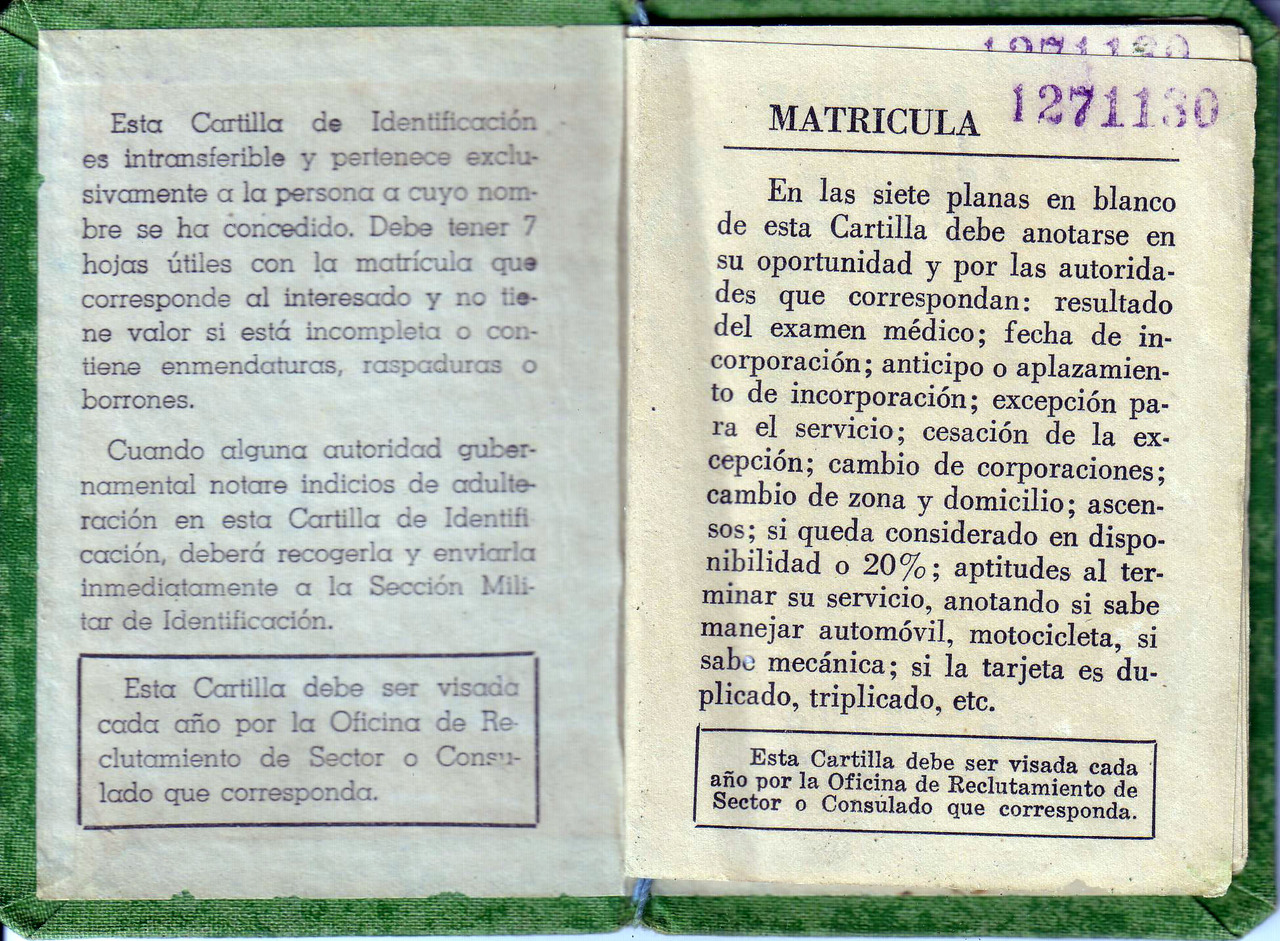 Esta Cartilla de Identificación
es intransferible y pertenece exclu-
sivamente a la persona a cuyo nom-
bre se ha concedido. Debe tener 7
hojas útiles con la matrícula que
corresponde al interesado y no tie-
ne valor si está incompleta o con-
tiene enmendaturas, raspaduras o
borrones.
Cuando alguna autoridad guber-
namental notare indicios de adulte-
ración en esta Cartilla de Identifi
cación, deberá recogerla y enviarla
inmediatamente a la Sección Mili-
tar de Identificación.
Esta Cartilla debe ser visada
cada año por la Oficina de Re-
clutamiento de Sector o Consu-
lado que corresponda.
1271130
MATRICULA 1271130
En las siete planas en blanco
de esta Cartilla debe anotarse en
su oportunidad y por las autorida-
des que correspondan: resultado
del examen médico; fecha de in-
corporación; anticipo o aplazamien-
to de incorporación; excepción pa-
ra el servicio; cesación de la ex-
cepción; cambio de corporaciones;
cambio de zona y domicilio; ascen-
sos; si queda considerado en dispo-
nibilidad o 20%; aptitudes al ter-
minar su servicio, anotando si sabe
manejar automóvil, motocicleta, si
sabe mecánica; si la tarjeta es du-
plicado, triplicado, etc.
Esta Cartilla debe ser visada cada
año por la Oficina de Reclutamiento de
Sector o Consulado que corresponda.